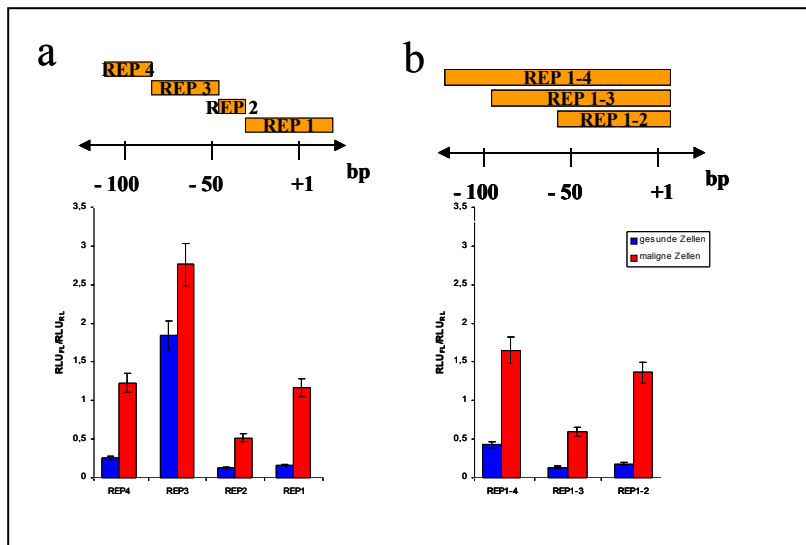 a
REP 4
REP 3
REP 2
REP 1
bp
- 100
- 50
+1
3,5
3
2,5
2
1,5
1
0,5
0
RLU_FL/RLU_RL
REP4
REP3
REP2
REP1
b
REP 1-4
REP 1-3
REP 1-2
bp
- 100
- 50
+1
3,5
3
2,5
2
1,5
1
0,5
0
RLU_FL/RLU_RL
gesunde Zellen
maligne Zellen
REP1-4
REP1-3
REP1-2